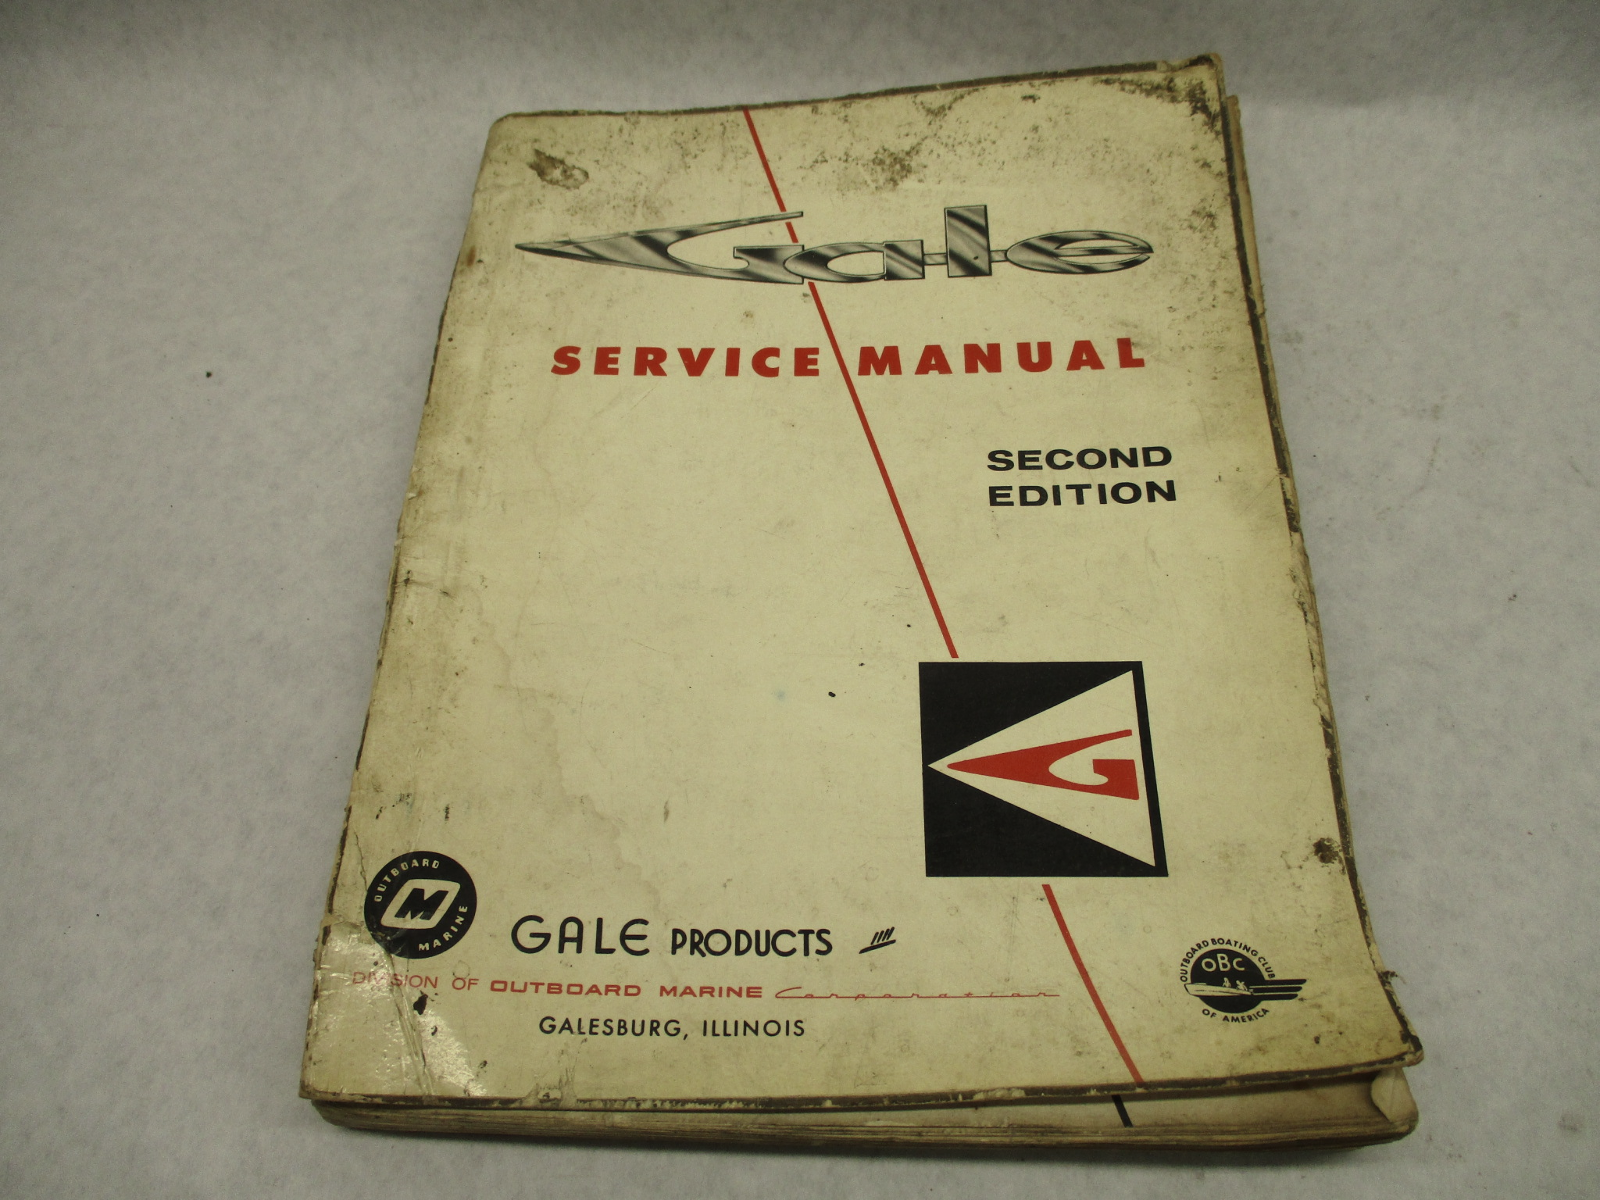 Gale
SERVICE MANUAL
SECOND
EDITION
G
OUTBOARD
M
MARINE
GALE PRODUCTS
DIVISION OF OUTBOARD MARINE Corporation
GALESBURG, ILLINOIS
OUTBOARD BOATING CLUB
OBC
OF AMERICA